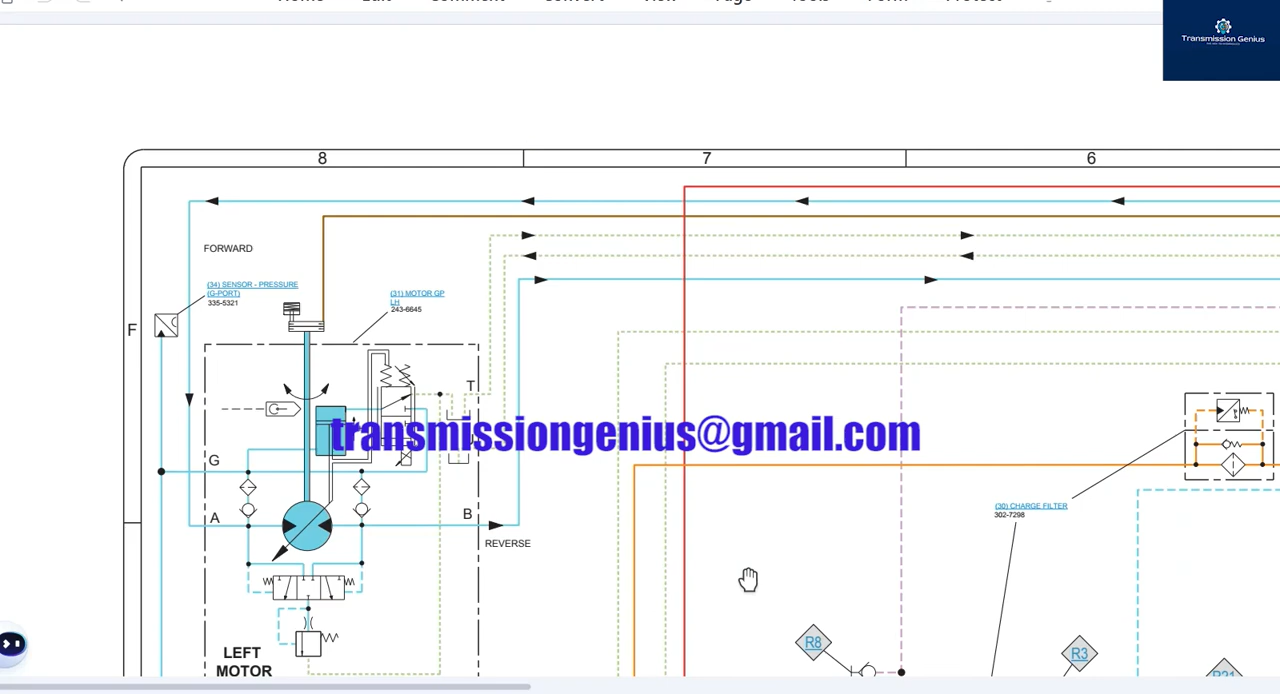 Transmission Genius
8
7
6
FORWARD
(34) SENSOR - PRESSURE
(G-PORT)
335-5321
(31) MOTOR GP
LH
243-6645
F
T
transmissiongenius@gmail.com
G
A
B
REVERSE
(30) CHARGE FILTER
302-7298
R8
R3
LEFT
MOTOR